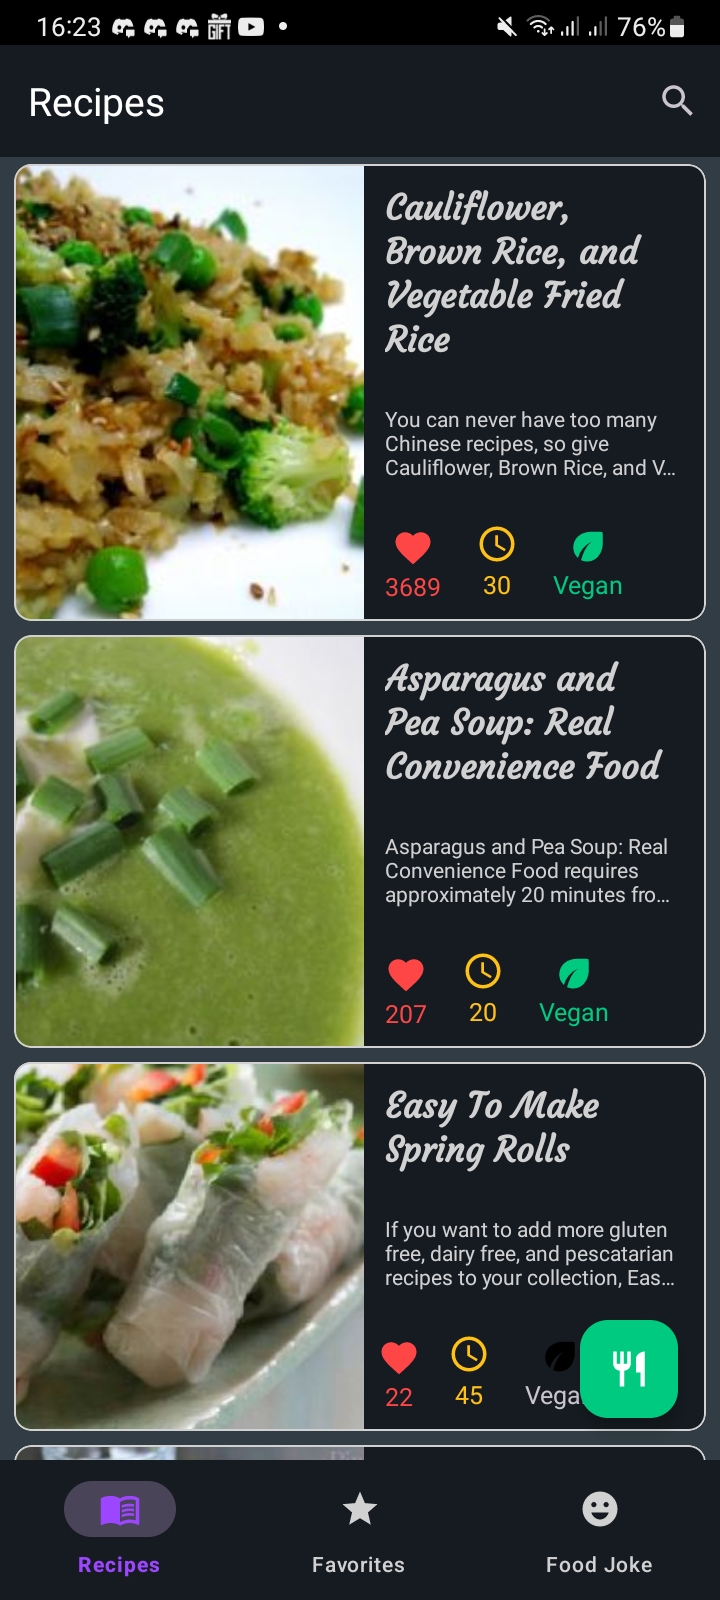 16:23
GIFT
76%
Recipes
Cauliflower,
Brown Rice, and
Vegetable Fried
Rice
You can never have too many
Chinese recipes, so give
Cauliflower, Brown Rice, and V...
3689
30
Vegan
Asparagus and
Pea Soup: Real
Convenience Food
Asparagus and Pea Soup: Real
Convenience Food requires
approximately 20 minutes fro...
207
20
Vegan
Easy To Make
Spring Rolls
If you want to add more gluten
free, dairy free, and pescatarian
recipes to your collection, Eas...
22
45
Vega
Recipes
Favorites
Food Joke